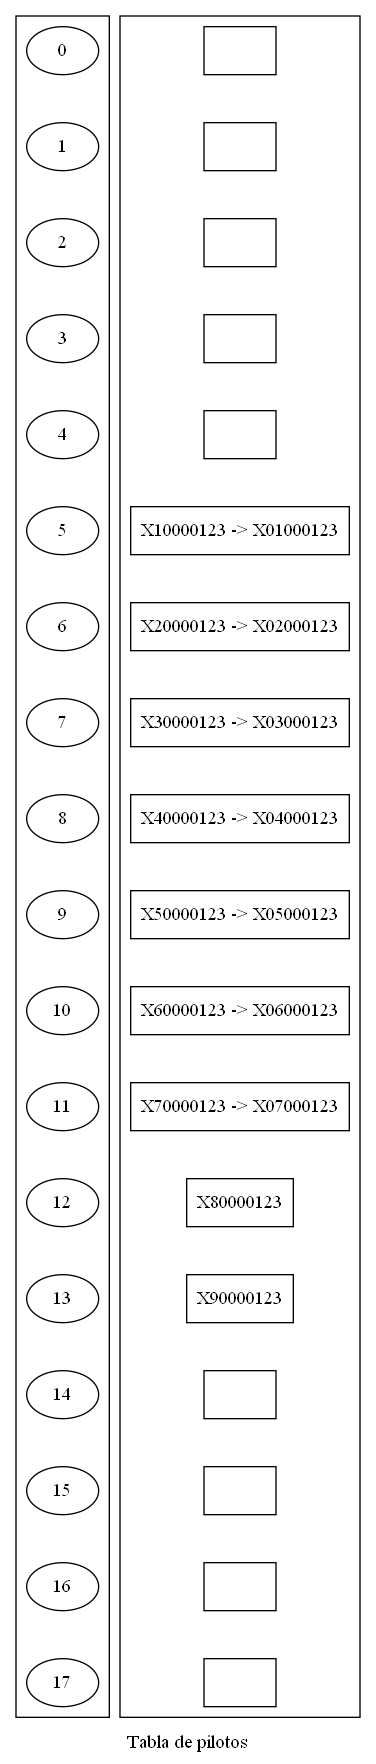 0
1
2
3
4
5 X10000123 -> X01000123
6 X20000123 -> X02000123
7 X30000123 -> X03000123
8 X40000123 -> X04000123
9 X50000123 -> X05000123
10 X60000123 -> X06000123
11 X70000123 -> X07000123
12 X80000123
13 X90000123
14
15
16
17
Tabla de pilotos